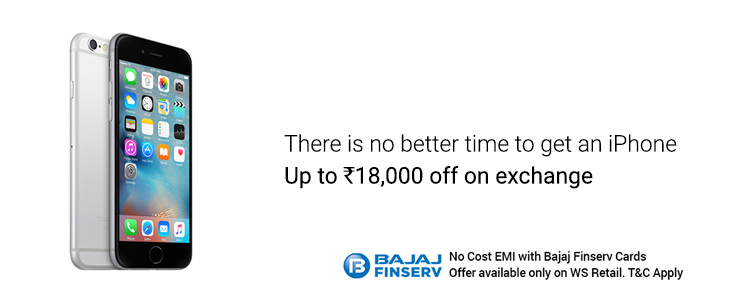 There is no better time to get an iPhone
Up to ₹18,000 off on exchange
BAJAJ
FINSERV
No Cost EMI with Bajaj Finserv Cards
Offer available only on WS Retail. T&C Apply